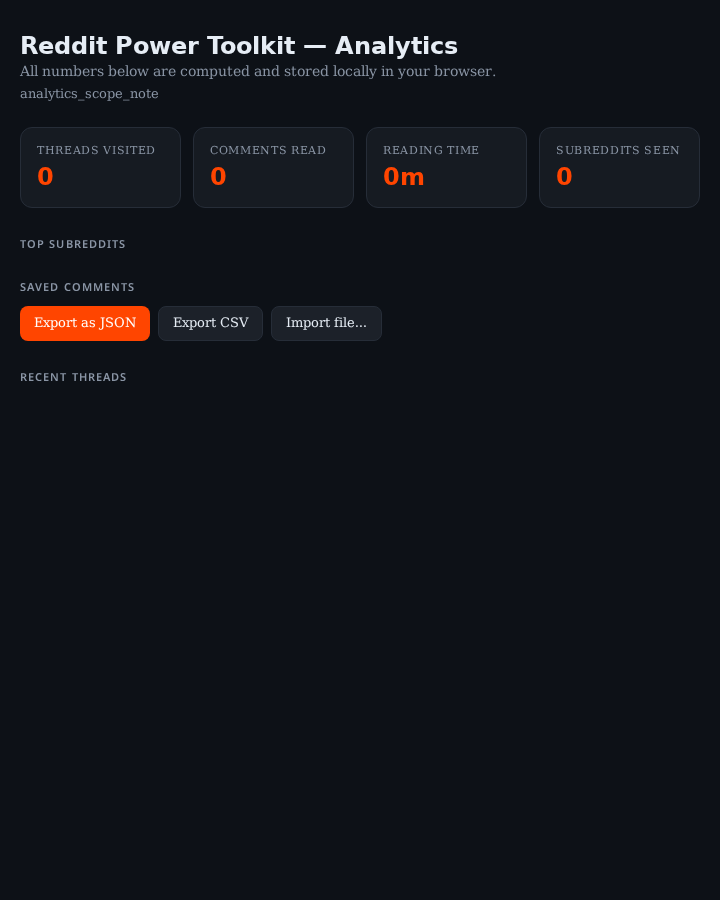 Reddit Power Toolkit — Analytics
All numbers below are computed and stored locally in your browser.
analytics_scope_note
THREADS VISITED
0
COMMENTS READ
0
READING TIME
0m
SUBREDDITS SEEN
0
TOP SUBREDDITS
SAVED COMMENTS
Export as JSON
Export CSV
Import file...
RECENT THREADS